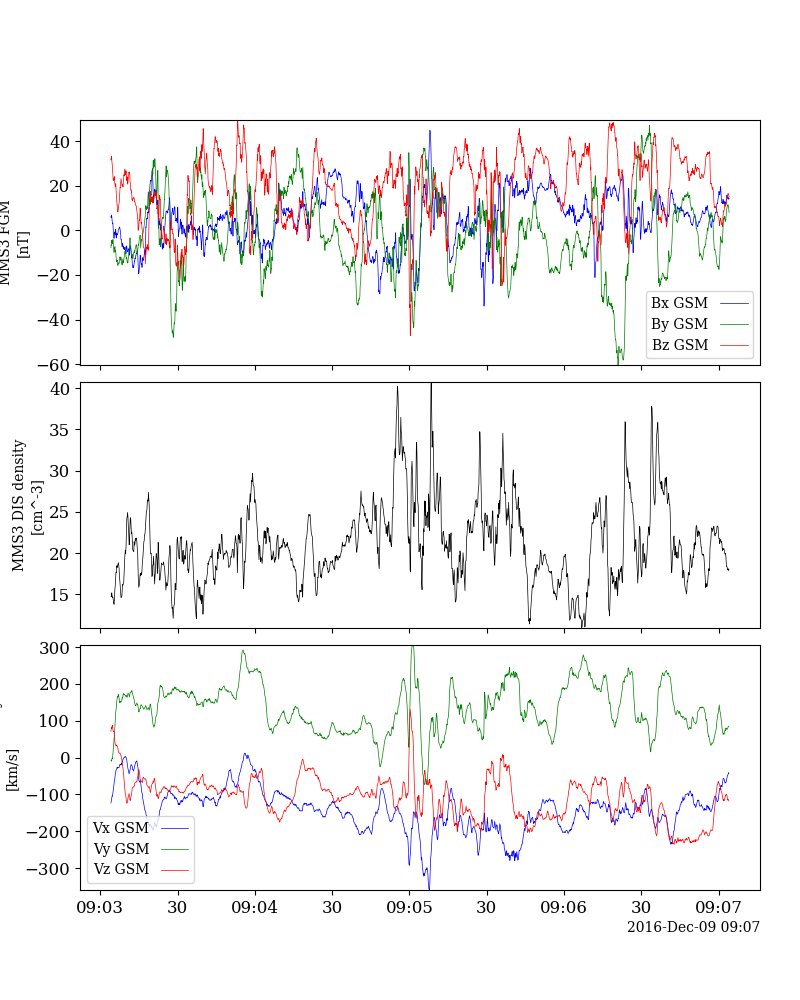 40
20
0
−20
−40
−60
MMS3 FGM
[nT]
Bx GSM
By GSM
Bz GSM
40
35
30
25
20
15
MMS3 DIS density
[cm^-3]
300
200
100
0
−100
−200
−300
[km/s]
Vx GSM
Vy GSM
Vz GSM
09:03 30 09:04 30 09:05 30 09:06 30 09:07
2016-Dec-09 09:07